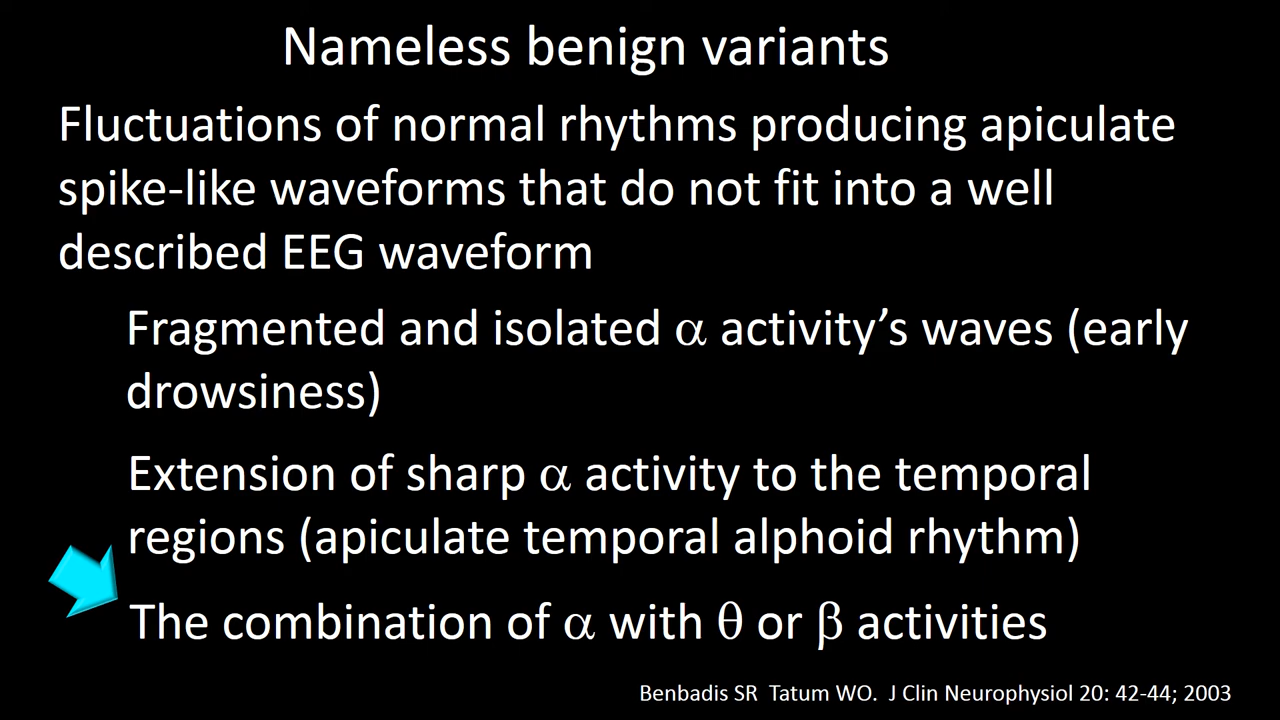 Nameless benign variants
Fluctuations of normal rhythms producing apiculate
spike-like waveforms that do not fit into a well
described EEG waveform
Fragmented and isolated α activity’s waves (early
drowsiness)
Extension of sharp α activity to the temporal
regions (apiculate temporal alphoid rhythm)
The combination of α with θ or β activities
Benbadis SR  Tatum WO.  J Clin Neurophysiol 20: 42-44; 2003